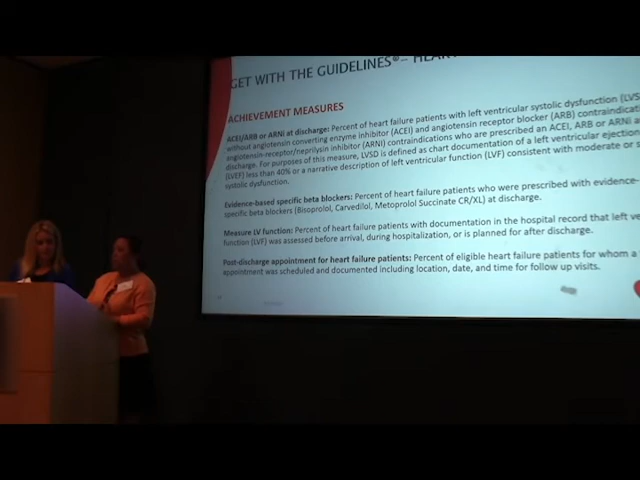 GET WITH THE GUIDELINES®– HEAR
ACHIEVEMENT MEASURES
ACEI/ARB or ARNi at discharge: Percent of heart failure patients with left ventricular systolic dysfunction (LVS
without angiotensin converting enzyme inhibitor (ACEI) and angiotensin receptor blocker (ARB) contraindicati
angiotensin-receptor/neprilysin inhibitor (ARNI) contraindications who are prescribed an ACEI, ARB or ARNi a
discharge. For purposes of this measure, LVSD is defined as chart documentation of a left ventricular ejection
(LVEF) less than 40% or a narrative description of left ventricular function (LVF) consistent with moderate or s
systolic dysfunction.
Evidence-based specific beta blockers: Percent of heart failure patients who were prescribed with evidence-
specific beta blockers (Bisoprolol, Carvedilol, Metoprolol Succinate CR/XL) at discharge.
Measure LV function: Percent of heart failure patients with documentation in the hospital record that left ve
function (LVF) was assessed before arrival, during hospitalization, or is planned for after discharge.
Post-discharge appointment for heart failure patients: Percent of eligible heart failure patients for whom a
appointment was scheduled and documented including location, date, and time for follow up visits.